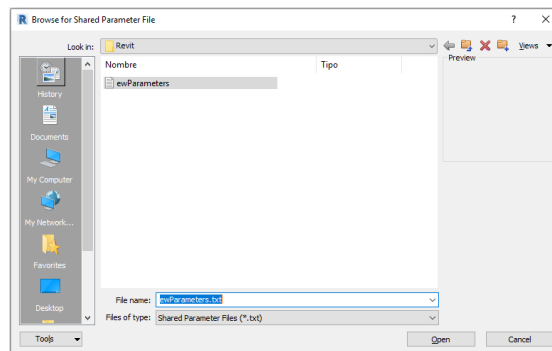 R Browse for Shared Parameter File ? X
Look in: Revit Views
Nombre Tipo Preview
ewParameters
History
Documents
My Computer
My Network...
Favorites
Desktop
File name: ewParameters.txt
Files of type: Shared Parameter Files (*.txt)
Tools Open Cancel